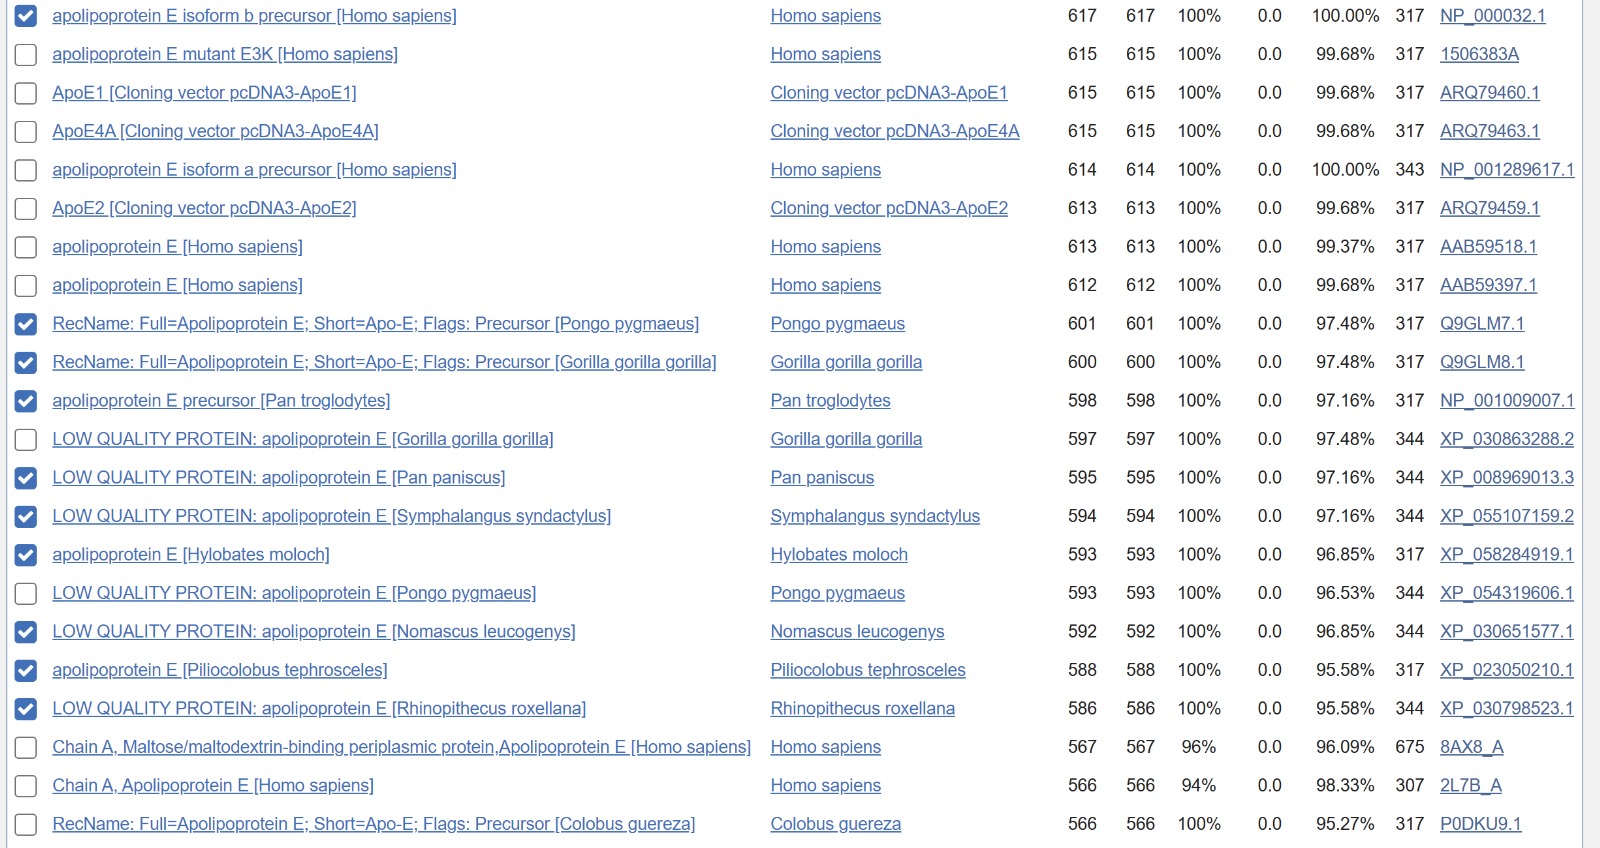 apolipoprotein E isoform b precursor [Homo sapiens] Homo sapiens 617 617 100% 0.0 100.00% 317 NP_000032.1
apolipoprotein E mutant E3K [Homo sapiens] Homo sapiens 615 615 100% 0.0 99.68% 317 1506383A
ApoE1 [Cloning vector pcDNA3-ApoE1] Cloning vector pcDNA3-ApoE1 615 615 100% 0.0 99.68% 317 ARQ79460.1
ApoE4A [Cloning vector pcDNA3-ApoE4A] Cloning vector pcDNA3-ApoE4A 615 615 100% 0.0 99.68% 317 ARQ79463.1
apolipoprotein E isoform a precursor [Homo sapiens] Homo sapiens 614 614 100% 0.0 100.00% 343 NP_001289617.1
ApoE2 [Cloning vector pcDNA3-ApoE2] Cloning vector pcDNA3-ApoE2 613 613 100% 0.0 99.68% 317 ARQ79459.1
apolipoprotein E [Homo sapiens] Homo sapiens 613 613 100% 0.0 99.37% 317 AAB59518.1
apolipoprotein E [Homo sapiens] Homo sapiens 612 612 100% 0.0 99.68% 317 AAB59397.1
RecName: Full=Apolipoprotein E; Short=Apo-E; Flags: Precursor [Pongo pygmaeus] Pongo pygmaeus 601 601 100% 0.0 97.48% 317 Q9GLM7.1
RecName: Full=Apolipoprotein E; Short=Apo-E; Flags: Precursor [Gorilla gorilla gorilla] Gorilla gorilla gorilla 600 600 100% 0.0 97.48% 317 Q9GLM8.1
apolipoprotein E precursor [Pan troglodytes] Pan troglodytes 598 598 100% 0.0 97.16% 317 NP_001009007.1
LOW QUALITY PROTEIN: apolipoprotein E [Gorilla gorilla gorilla] Gorilla gorilla gorilla 597 597 100% 0.0 97.48% 344 XP_030863288.2
LOW QUALITY PROTEIN: apolipoprotein E [Pan paniscus] Pan paniscus 595 595 100% 0.0 97.16% 344 XP_008969013.3
LOW QUALITY PROTEIN: apolipoprotein E [Symphalangus syndactylus] Symphalangus syndactylus 594 594 100% 0.0 97.16% 344 XP_055107159.2
apolipoprotein E [Hylobates moloch] Hylobates moloch 593 593 100% 0.0 96.85% 317 XP_058284919.1
LOW QUALITY PROTEIN: apolipoprotein E [Pongo pygmaeus] Pongo pygmaeus 593 593 100% 0.0 96.53% 344 XP_054319606.1
LOW QUALITY PROTEIN: apolipoprotein E [Nomascus leucogenys] Nomascus leucogenys 592 592 100% 0.0 96.85% 344 XP_030651577.1
apolipoprotein E [Piliocolobus tephrosceles] Piliocolobus tephrosceles 588 588 100% 0.0 95.58% 317 XP_023050210.1
LOW QUALITY PROTEIN: apolipoprotein E [Rhinopithecus roxellana] Rhinopithecus roxellana 586 586 100% 0.0 95.58% 344 XP_030798523.1
Chain A, Maltose/maltodextrin-binding periplasmic protein,Apolipoprotein E [Homo sapiens] Homo sapiens 567 567 96% 0.0 96.09% 675 8AX8_A
Chain A, Apolipoprotein E [Homo sapiens] Homo sapiens 566 566 94% 0.0 98.33% 307 2L7B_A
RecName: Full=Apolipoprotein E; Short=Apo-E; Flags: Precursor [Colobus guereza] Colobus guereza 566 566 100% 0.0 95.27% 317 P0DKU9.1